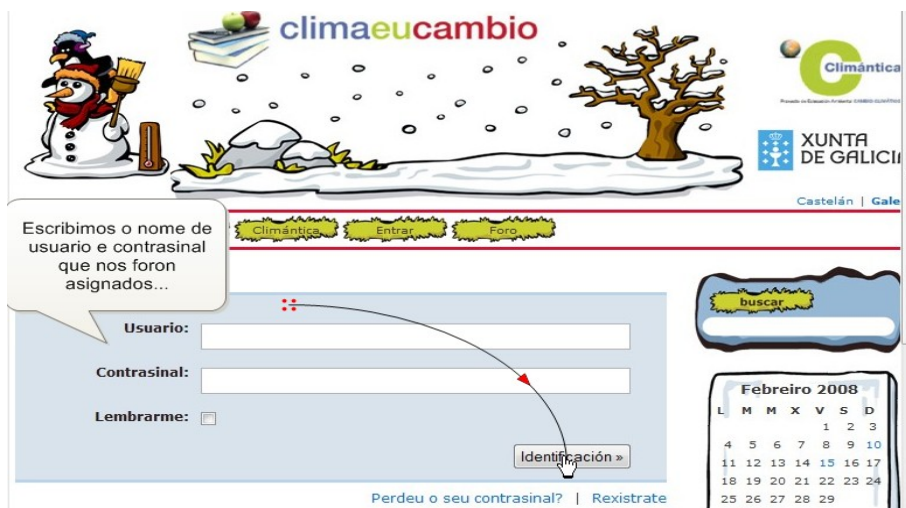 climaeucambio
Climántica
XUNTA
DE GALICI
Castelán | Gale
Escribimos o nome de
usuario e contrasinal
que nos foron
asignados...
Climántica
Entrar
Foro
buscar
Usuario:
Contrasinal:
Lembrarme:
Identificación »
Perdeu o seu contrasinal? | Rexistrate
Febreiro 2008
L M M X V S D
1 2 3
4 5 6 7 8 9 10
11 12 13 14 15 16 17
18 19 20 21 22 23 24
25 26 27 28 29